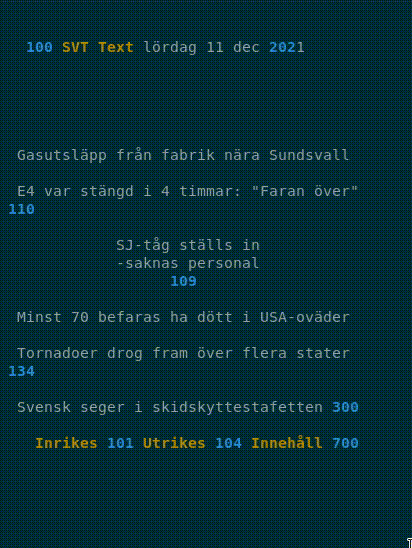 100 SVT Text lördag 11 dec 2021
Gasutsläpp från fabrik nära Sundsvall
E4 var stängd i 4 timmar: "Faran över"
110
SJ-tåg ställs in
-saknas personal
109
Minst 70 befaras ha dött i USA-oväder
Tornadoer drog fram över flera stater
134
Svensk seger i skidskyttestafetten 300
Inrikes 101 Utrikes 104 Innehåll 700